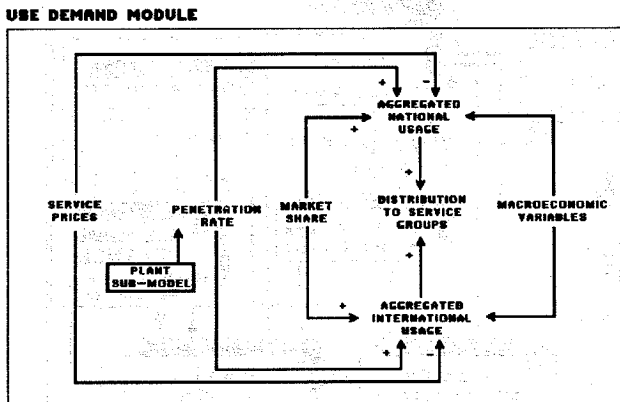 USE DEMAND MODULE
+
-
AGGREGATED
NATIONAL
USAGE
+
+
SERVICE
PRICES
PENETRATION
RATE
MARKET
SHARE
DISTRIBUTION
TO SERVICE
GROUPS
MACROECONOMIC
VARIABLES
+
PLANT
SUB-MODEL
+
AGGREGATED
INTERNATIONAL
USAGE
+
-